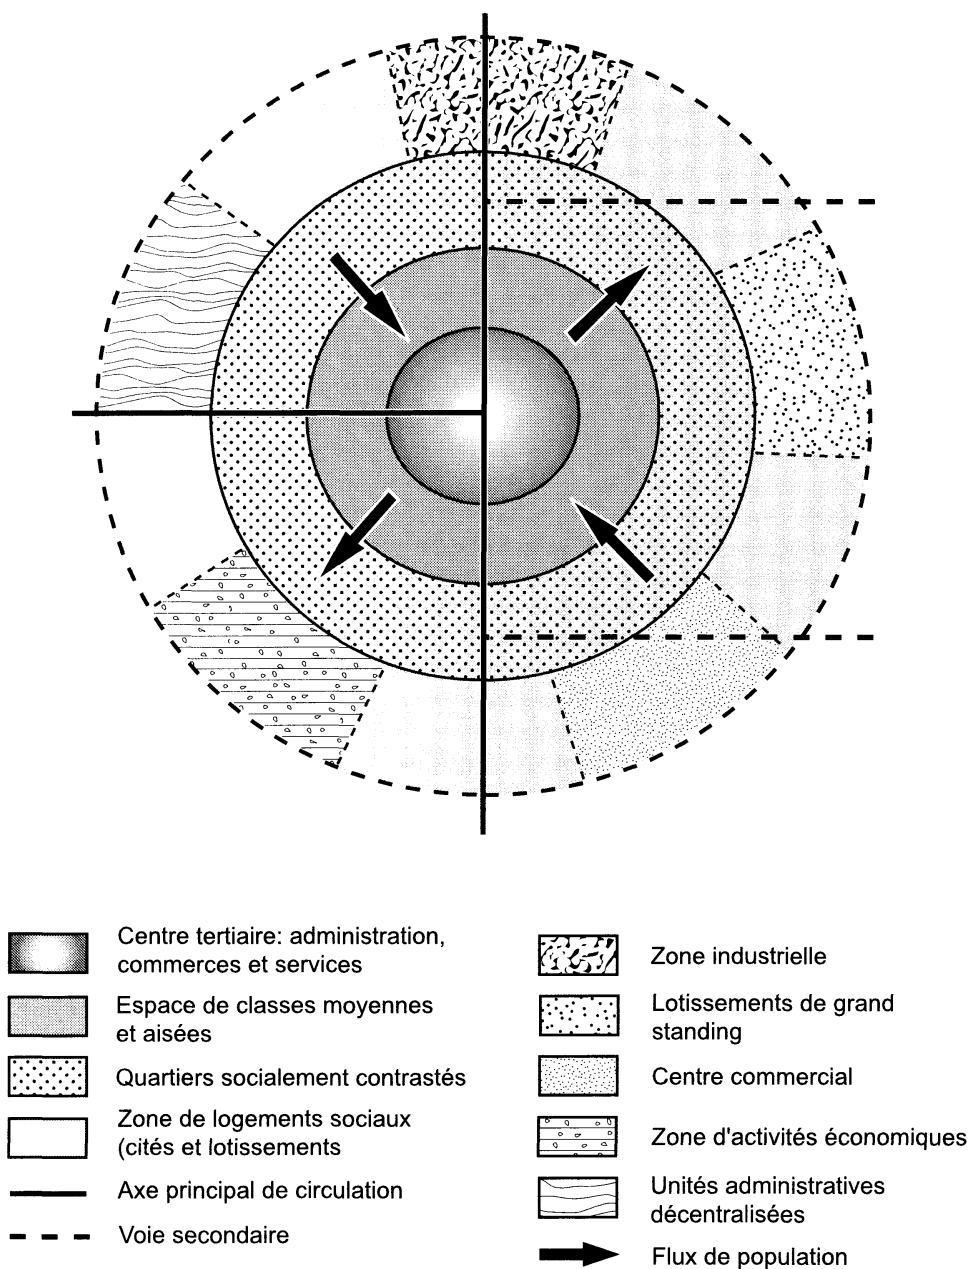 Centre tertiaire: administration,
commerces et services
Espace de classes moyennes
et aisées
Quartiers socialement contrastés
Zone de logements sociaux
(cités et lotissements
Axe principal de circulation
Voie secondaire
Zone industrielle
Lotissements de grand
standing
Centre commercial
Zone d'activités économiques
Unités administratives
décentralisées
Flux de population